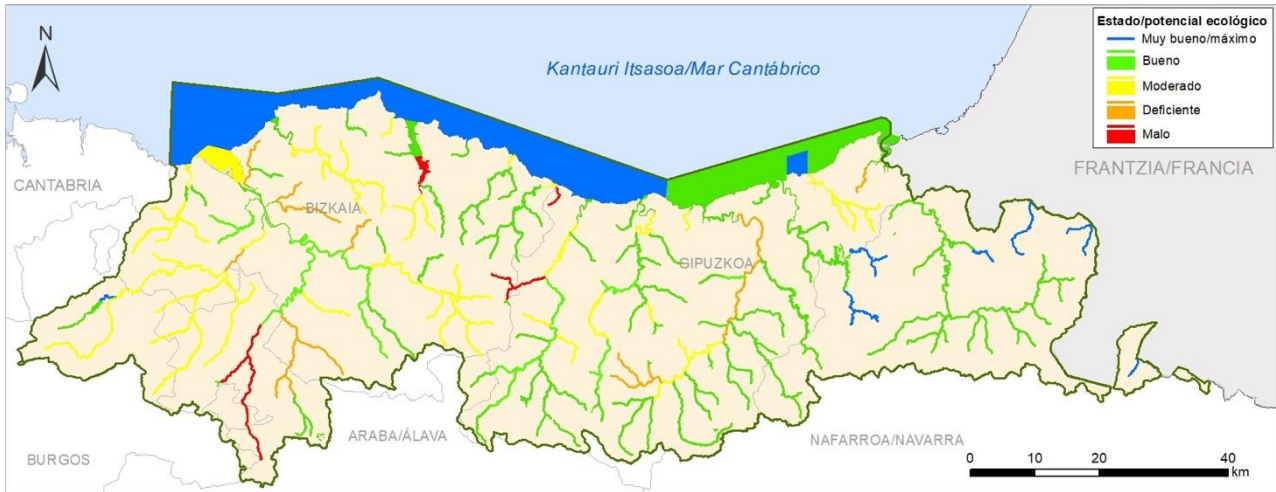 Estado/potencial ecológico
Muy bueno/máximo
Bueno
Moderado
Deficiente
Malo
N
Kantauri Itsasoa/Mar Cantábrico
FRANTZIA/FRANCIA
CANTABRIA
BIZKAIA
GIPUZKOA
ARABA/ÁLAVA
NAFARROA/NAVARRA
BURGOS
0 10 20 40
km